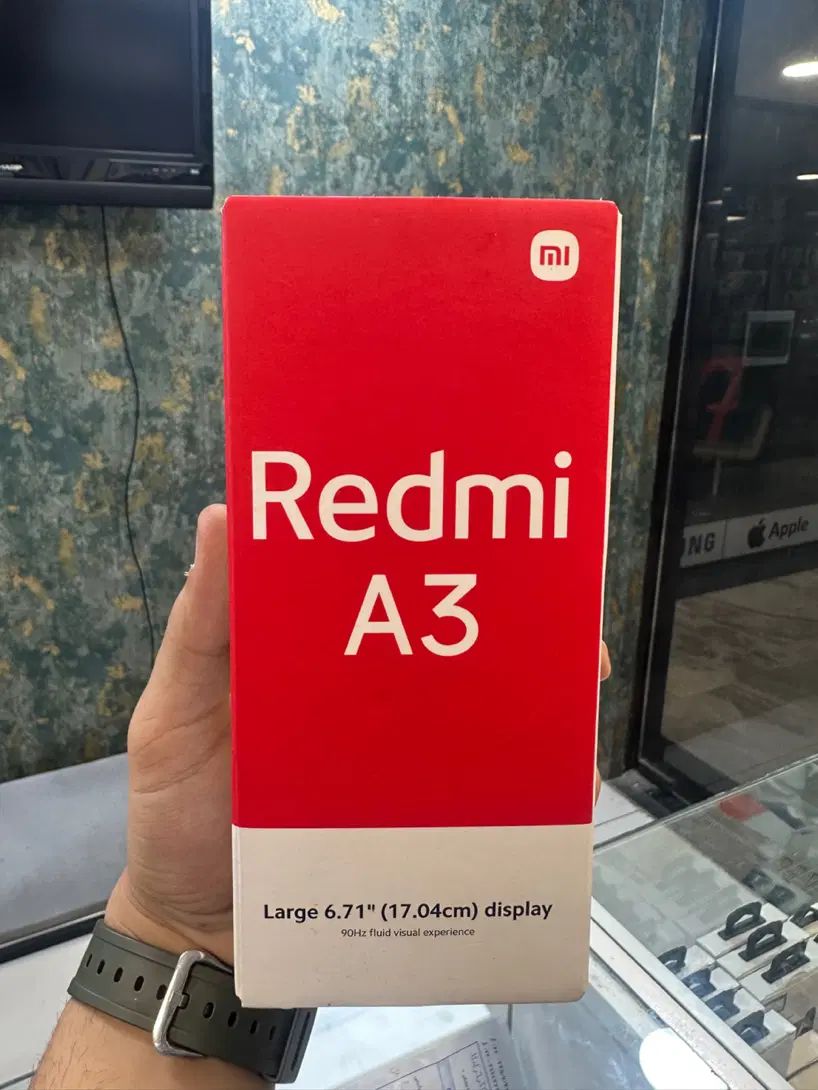 mi
Redmi
A3
Large 6.71" (17.04cm) display
90Hz fluid visual experience
NG
Apple